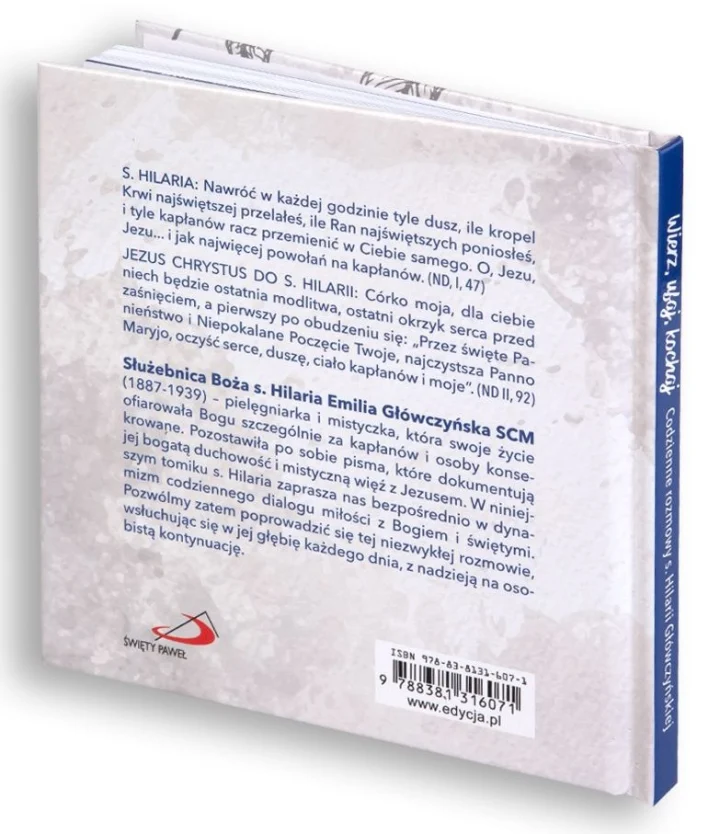 S. HILARIA: Nawróć w każdej godzinie tyle dusz, ile kropel
Krwi najświętszej przelałeś, ile Ran najświętszych poniosłeś,
i tyle kapłanów racz przemienić w Ciebie samego. O, Jezu,
Jezu... i jak najwięcej powołań na kapłanów. (ND, I, 47)
JEZUS CHRYSTUS DO S. HILARII: Córko moja, dla ciebie
niech będzie ostatnia modlitwa, ostatni okrzyk serca przed
zaśnięciem, a pierwszy po obudzeniu się: „Przez święte Pa-
nieństwo i Niepokalane Poczęcie Twoje, najczystsza Panno
Maryjo, oczyść serce, duszę, ciało kapłanów i moje”. (ND II, 92)
Służebnica Boża s. Hilaria Emilia Główczyńska SCM
(1887-1939) – pielęgniarka i mistyczka, która swoje życie
ofiarowała Bogu szczególnie za kapłanów i osoby konse-
krowane. Pozostawiła po sobie pisma, które dokumentują
jej bogatą duchowość i mistyczną więź z Jezusem. W niniej-
szym tomiku s. Hilaria zaprasza nas bezpośrednio w dyna-
mizm codziennego dialogu miłości z Bogiem i świętymi.
Pozwólmy zatem poprowadzić się tej niezwykłej rozmowie,
wsłuchując się w jej głębię każdego dnia, z nadzieją na oso-
bistą kontynuację.
ŚWIĘTY PAWEŁ
ISBN 978-83-8131-607-1
9 788381 316071
www.edycja.pl
Wierz, ufaj, kochaj Codzienne rozmowy s. Hilarii Główczyńskiej